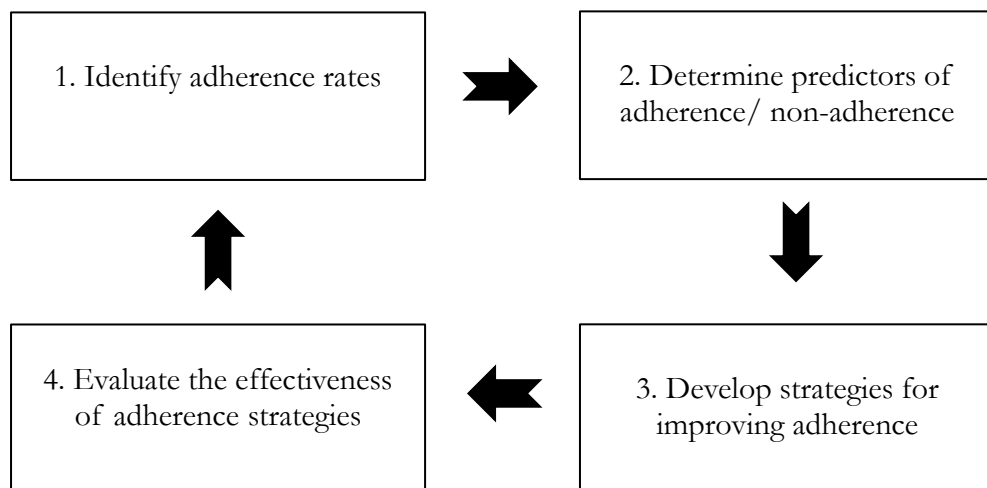 1. Identify adherence rates
2. Determine predictors of
adherence/ non-adherence
4. Evaluate the effectiveness
of adherence strategies
3. Develop strategies for
improving adherence